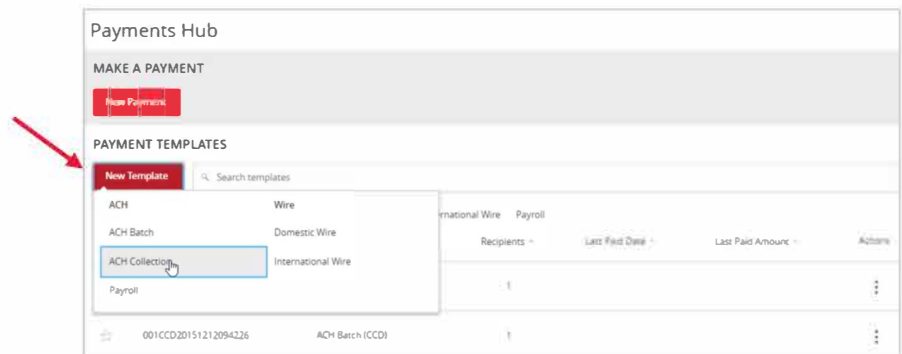 Payments Hub
MAKE A PAYMENT
New Payment
PAYMENT TEMPLATES
New Template Search templates
ACH Wire
ernational Wire Payroll
ACH Batch Domestic Wire
Recipients Last Paid Date Last Paid Amount Actions
ACH Collection International Wire
Payroll 1
001CCD20151212094226 ACH Batch (CCD) 1